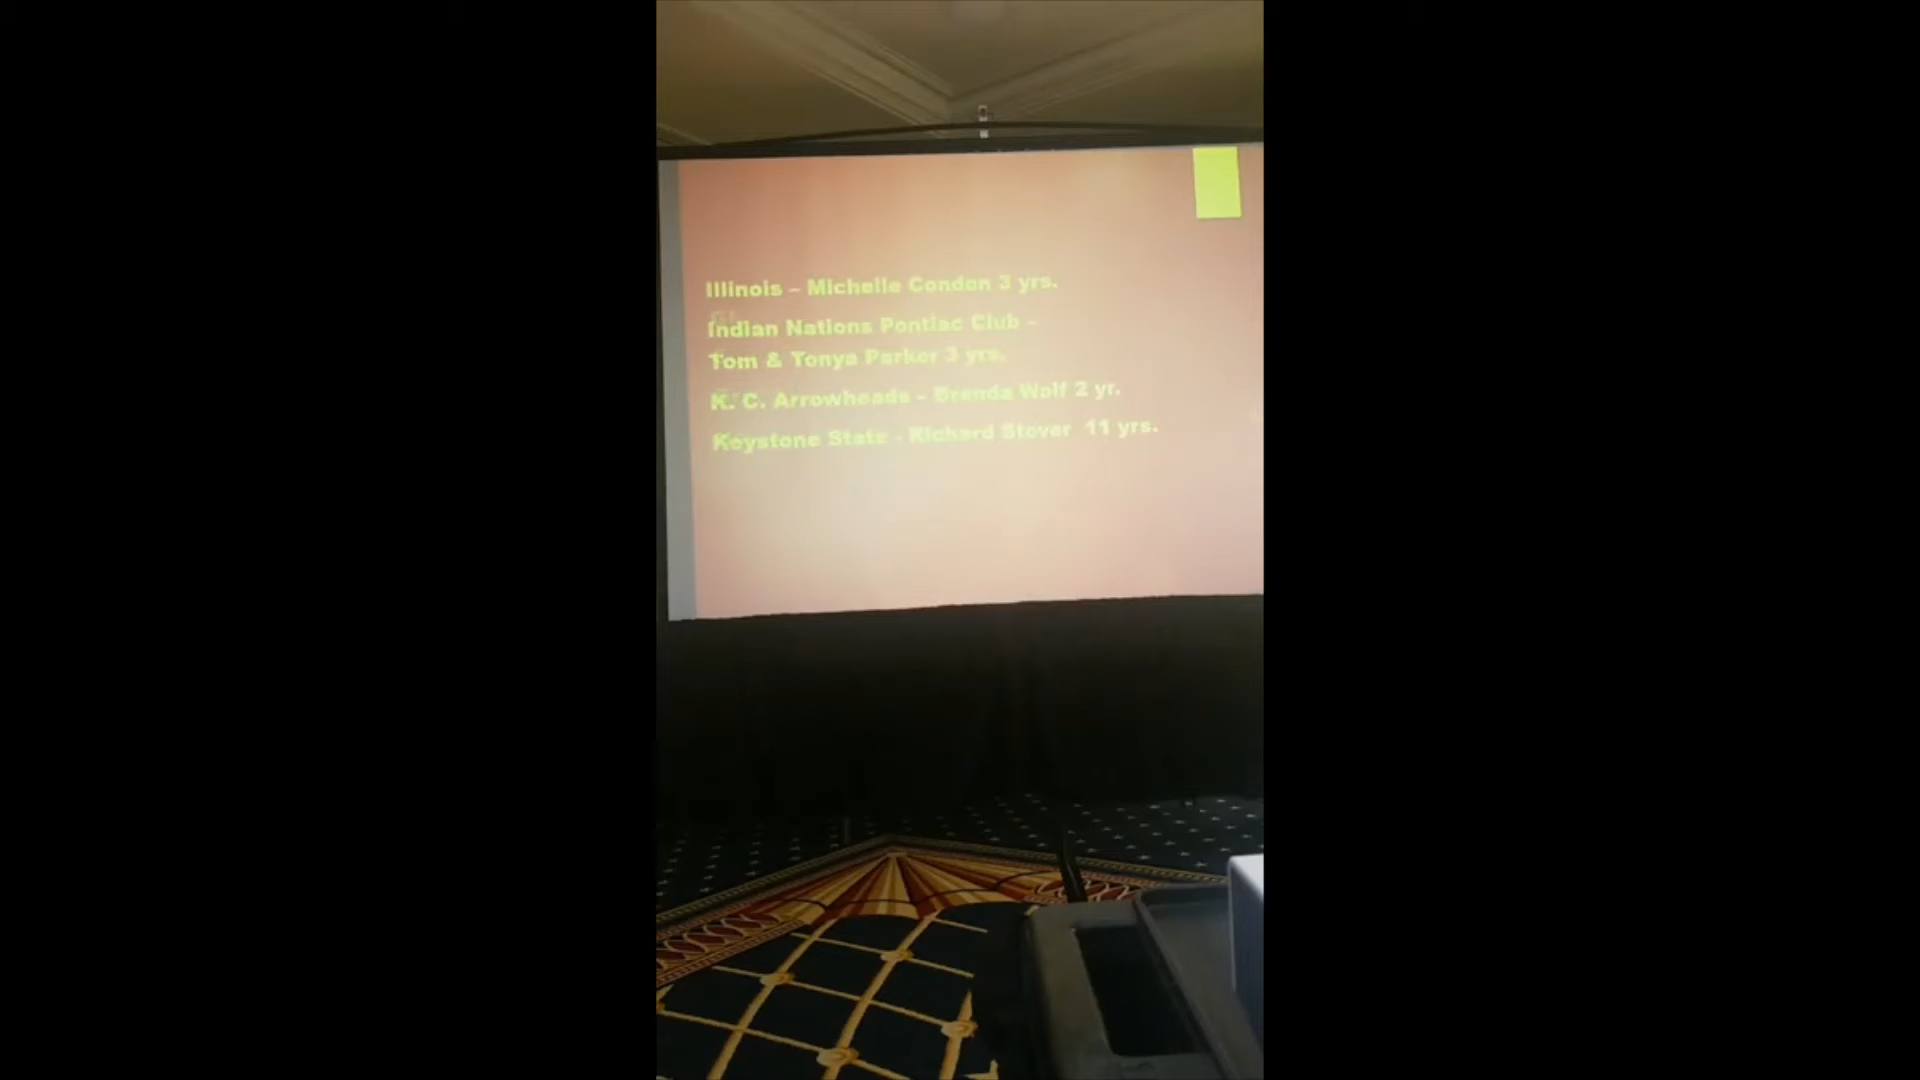 Illinois – Michelle Condon 3 yrs.
Indian Nations Pontiac Club –
Tom & Tonya Parker 3 yrs.
K. C. Arrowheads – Brenda Wolf 2 yr.
Keystone State - Richard Stover 11 yrs.